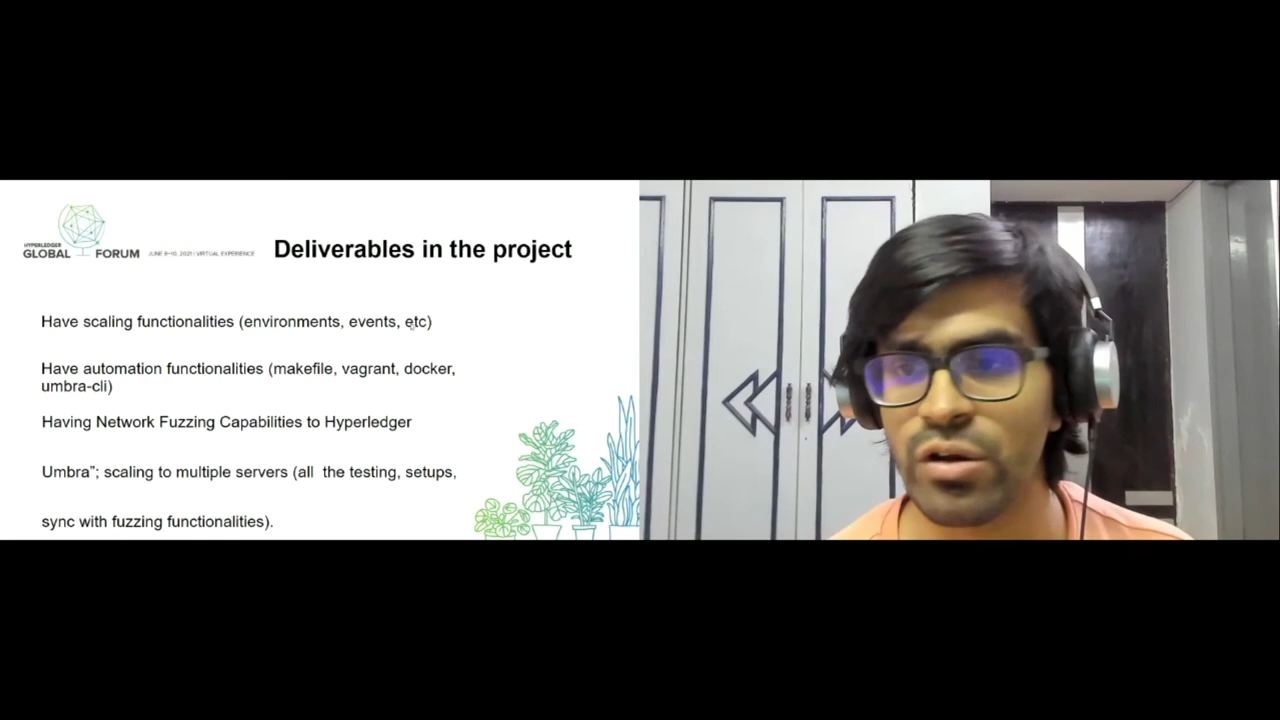 HYPERLEDGER
GLOBAL FORUM
JUNE 8–10, 2021 | VIRTUAL EXPERIENCE
Deliverables in the project
Have scaling functionalities (environments, events, etc)
Have automation functionalities (makefile, vagrant, docker,
umbra-cli)
Having Network Fuzzing Capabilities to Hyperledger
Umbra”; scaling to multiple servers (all the testing, setups,
sync with fuzzing functionalities).